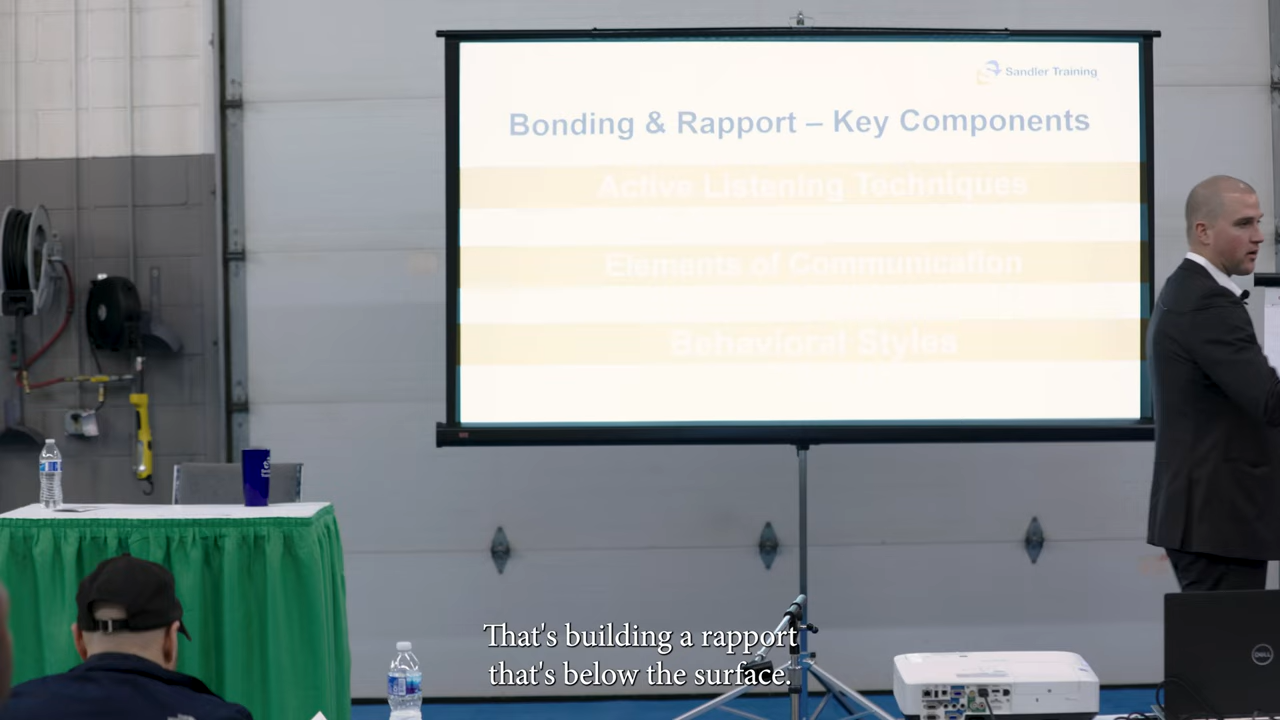 Sandler Training
Bonding & Rapport – Key Components
Active Listening Techniques
Elements of Communication
Behavioral Styles
That's building a rapport
that's below the surface.
DELL